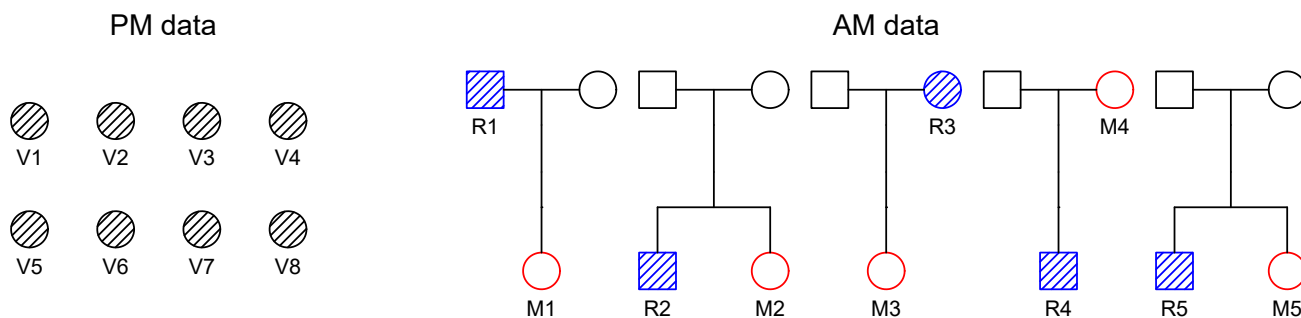 PM data
AM data
V1 V2 V3 V4
V5 V6 V7 V8
R1 R3 M4
M1 R2 M2 M3 R4 R5 M5